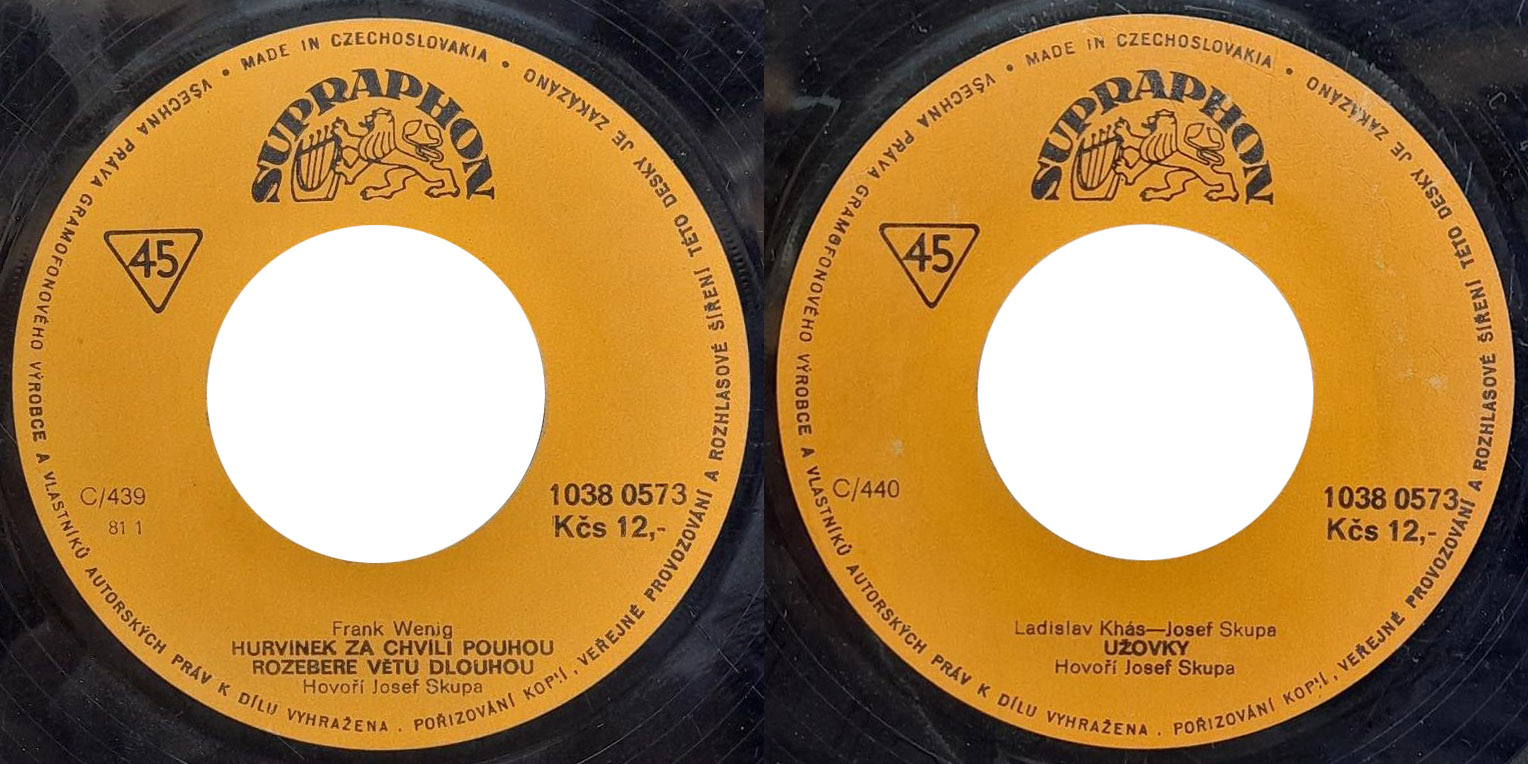 VŠECHNA PRÁVA GRAMOFONOVÉHO VÝROBCE A VLASTNÍKŮ AUTORSKÝCH PRÁV K DÍLU VYHRAŽENA . POŘIZOVÁNÍ KOPIÍ, VEŘEJNÉ PROVOZOVÁNÍ A ROZHLASOVÉ ŠÍŘENÍ TÉTO DESKY JE ZAKÁZÁNO • MADE IN CZECHOSLOVAKIA •
SUPRAPHON
45
C/439
81 1
1038 0573
Kčs 12,-
Frank Wenig
HURVINEK ZA CHVÍLI POUHOU
ROZEBERE VĚTU DLOUHOU
Hovoří Josef Skupa
VŠECHNA PRÁVA GRAMOFONOVÉHO VÝROBCE A VLASTNÍKŮ AUTORSKÝCH PRÁV K DÍLU VYHRAŽENA . POŘIZOVÁNÍ KOPIÍ, VEŘEJNÉ PROVOZOVÁNÍ A ROZHLASOVÉ ŠÍŘENÍ TÉTO DESKY JE ZAKÁZÁNO • MADE IN CZECHOSLOVAKIA •
SUPRAPHON
45
C/440
1038 0573
Kčs 12,-
Ladislav Khás—Josef Skupa
UŽOVKY
Hovoří Josef Skupa